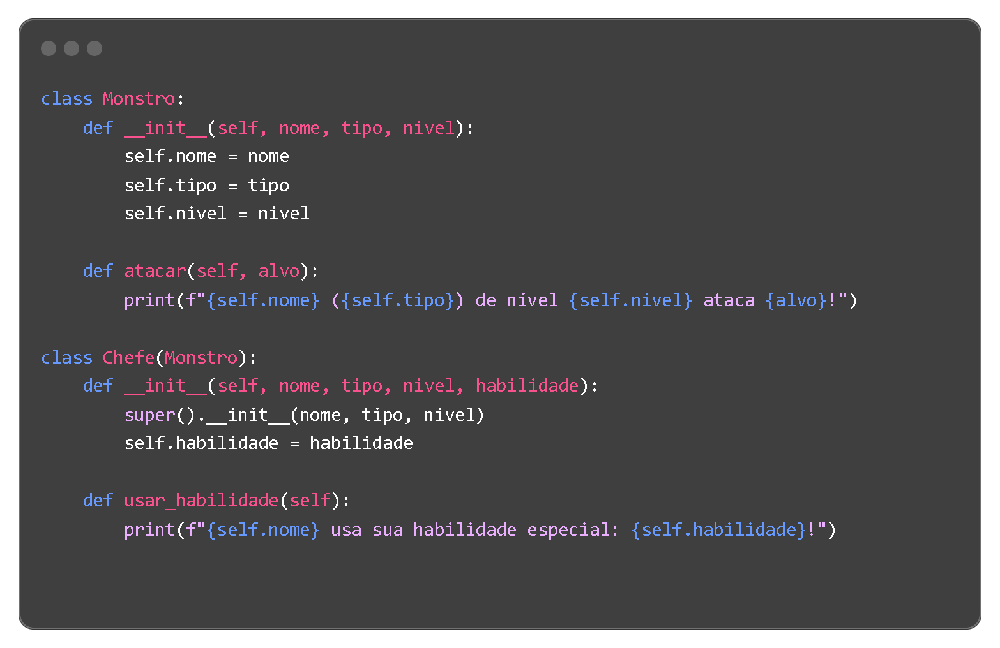 class Monstro:
    def __init__(self, nome, tipo, nivel):
        self.nome = nome
        self.tipo = tipo
        self.nivel = nivel
    def atacar(self, alvo):
        print(f"{self.nome} ({self.tipo}) de nível {self.nivel} ataca {alvo}!")
class Chefe(Monstro):
    def __init__(self, nome, tipo, nivel, habilidade):
        super().__init__(nome, tipo, nivel)
        self.habilidade = habilidade
    def usar_habilidade(self):
        print(f"{self.nome} usa sua habilidade especial: {self.habilidade}!")